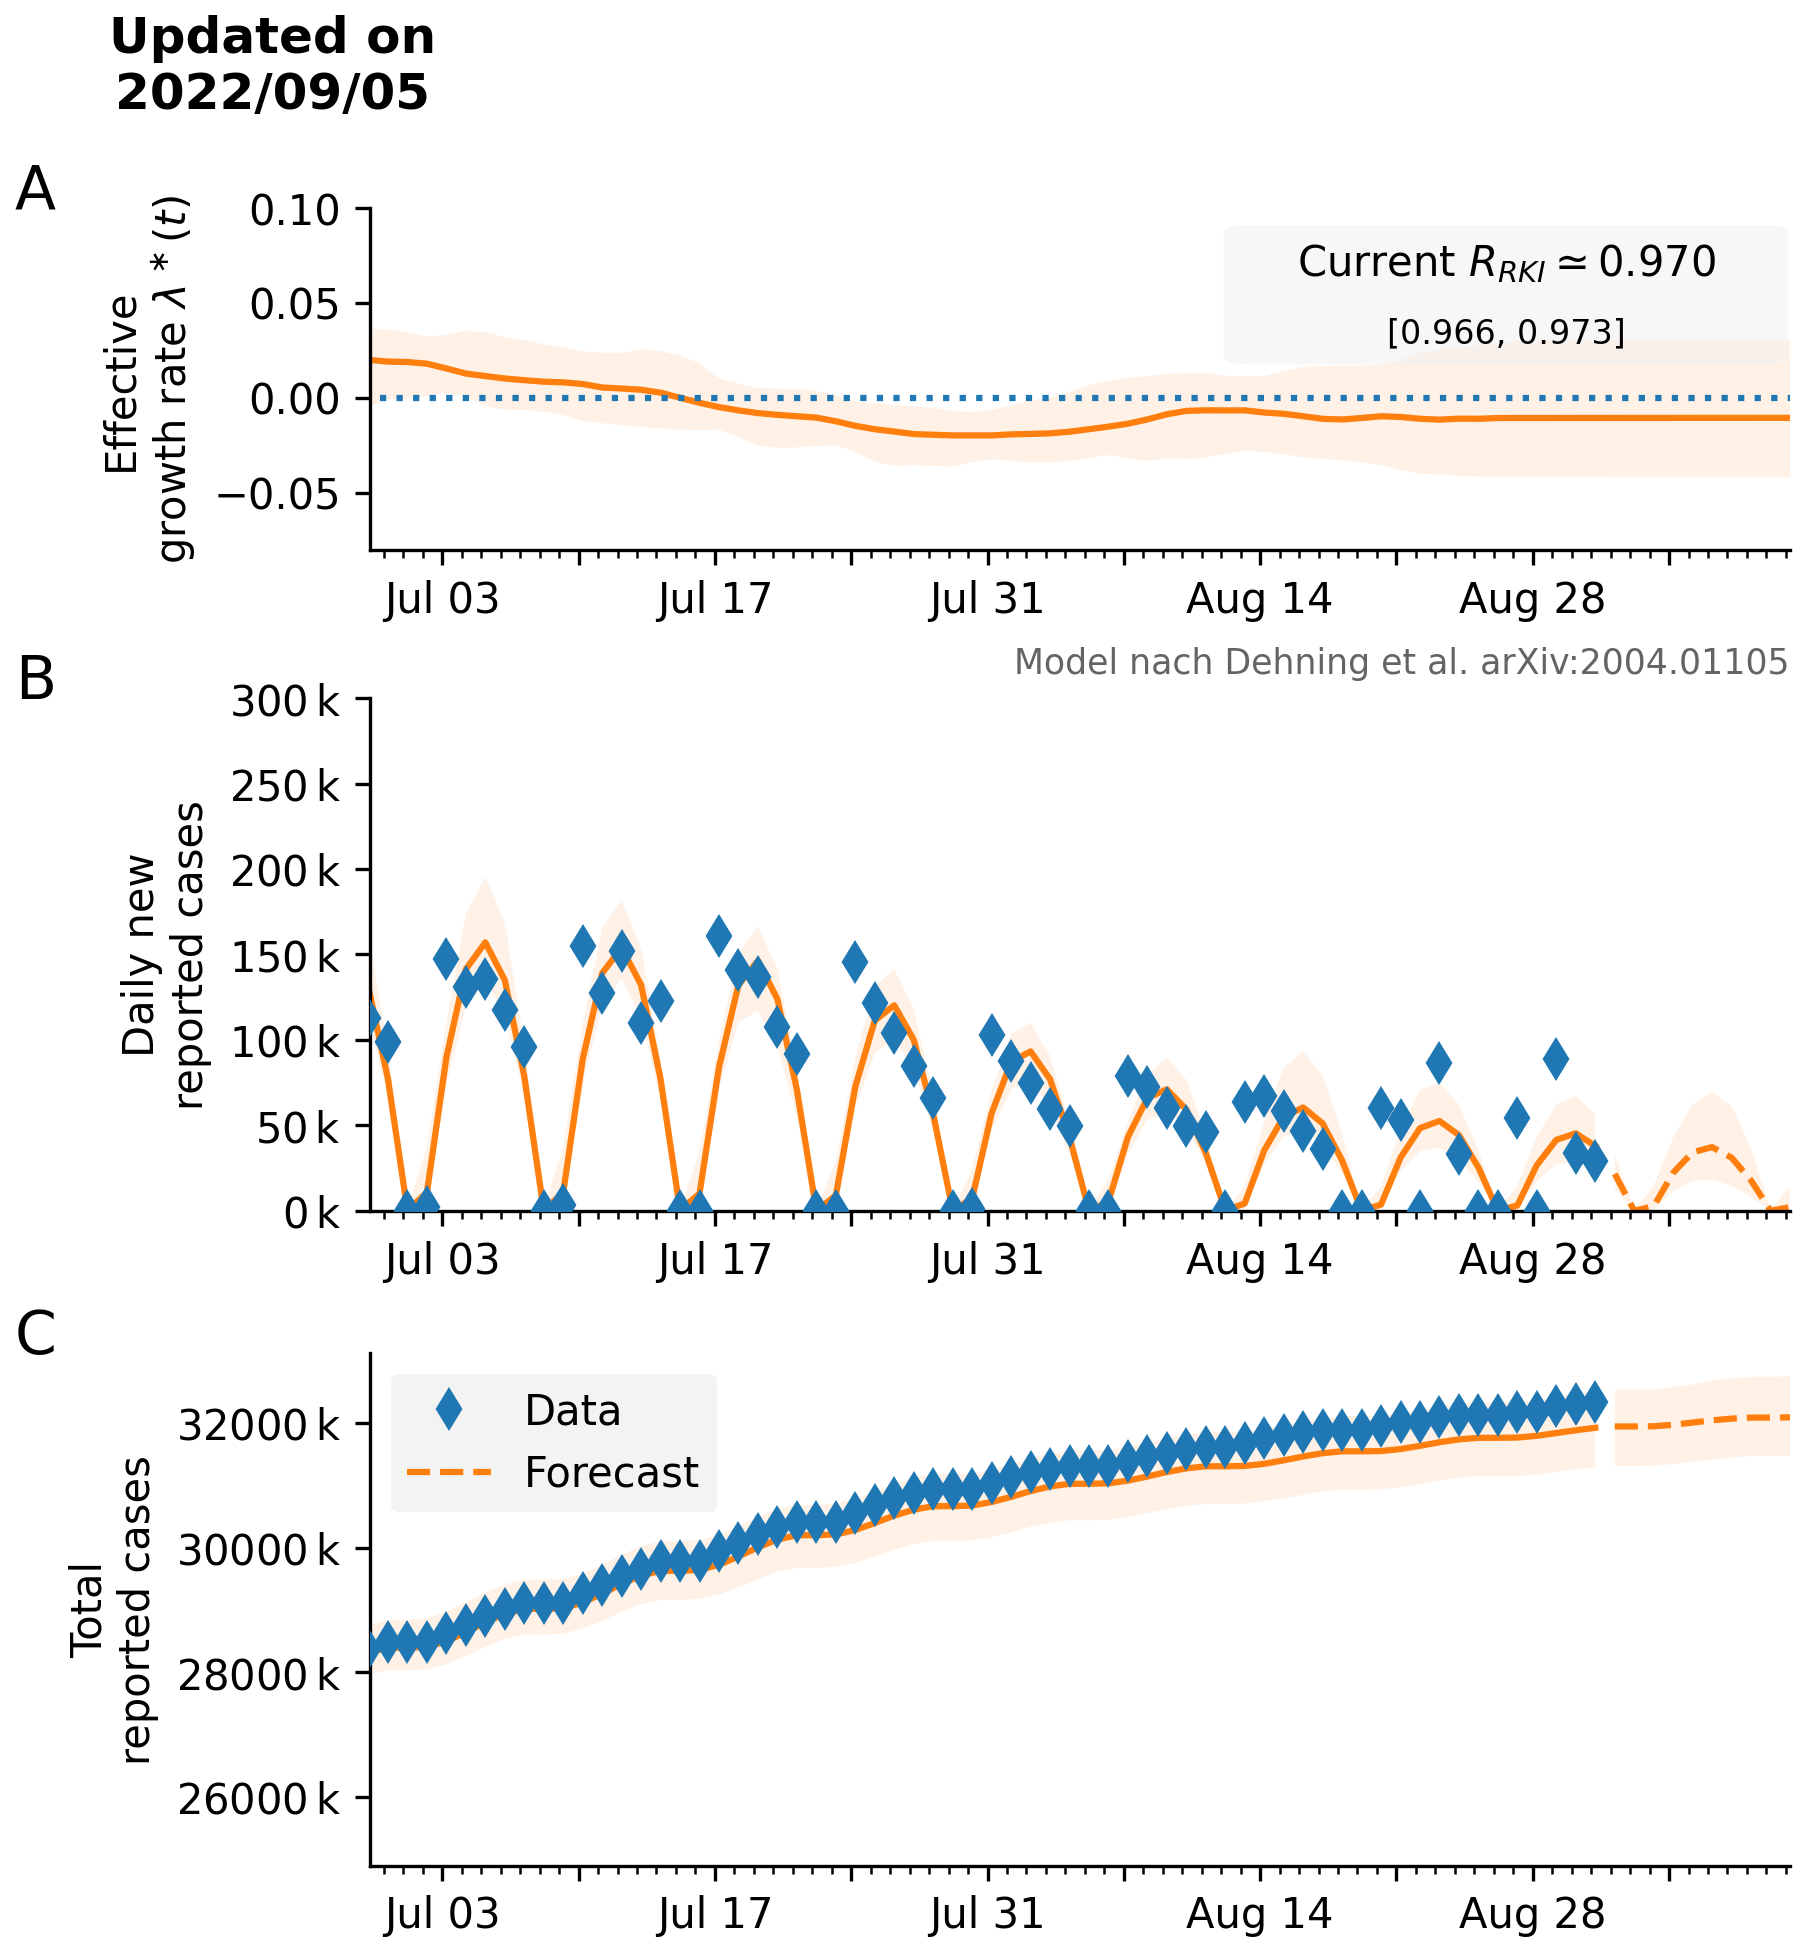 Updated on
2022/09/05
A
Effective
growth rate λ * (t)
0.10
0.05
0.00
−0.05
Current R_RKI ≃ 0.970
[0.966, 0.973]
Jul 03
Jul 17
Jul 31
Aug 14
Aug 28
Model nach Dehning et al. arXiv:2004.01105
B
Daily new
reported cases
300 k
250 k
200 k
150 k
100 k
50 k
0 k
Jul 03
Jul 17
Jul 31
Aug 14
Aug 28
C
Total
reported cases
32000 k
30000 k
28000 k
26000 k
Data
Forecast
Jul 03
Jul 17
Jul 31
Aug 14
Aug 28